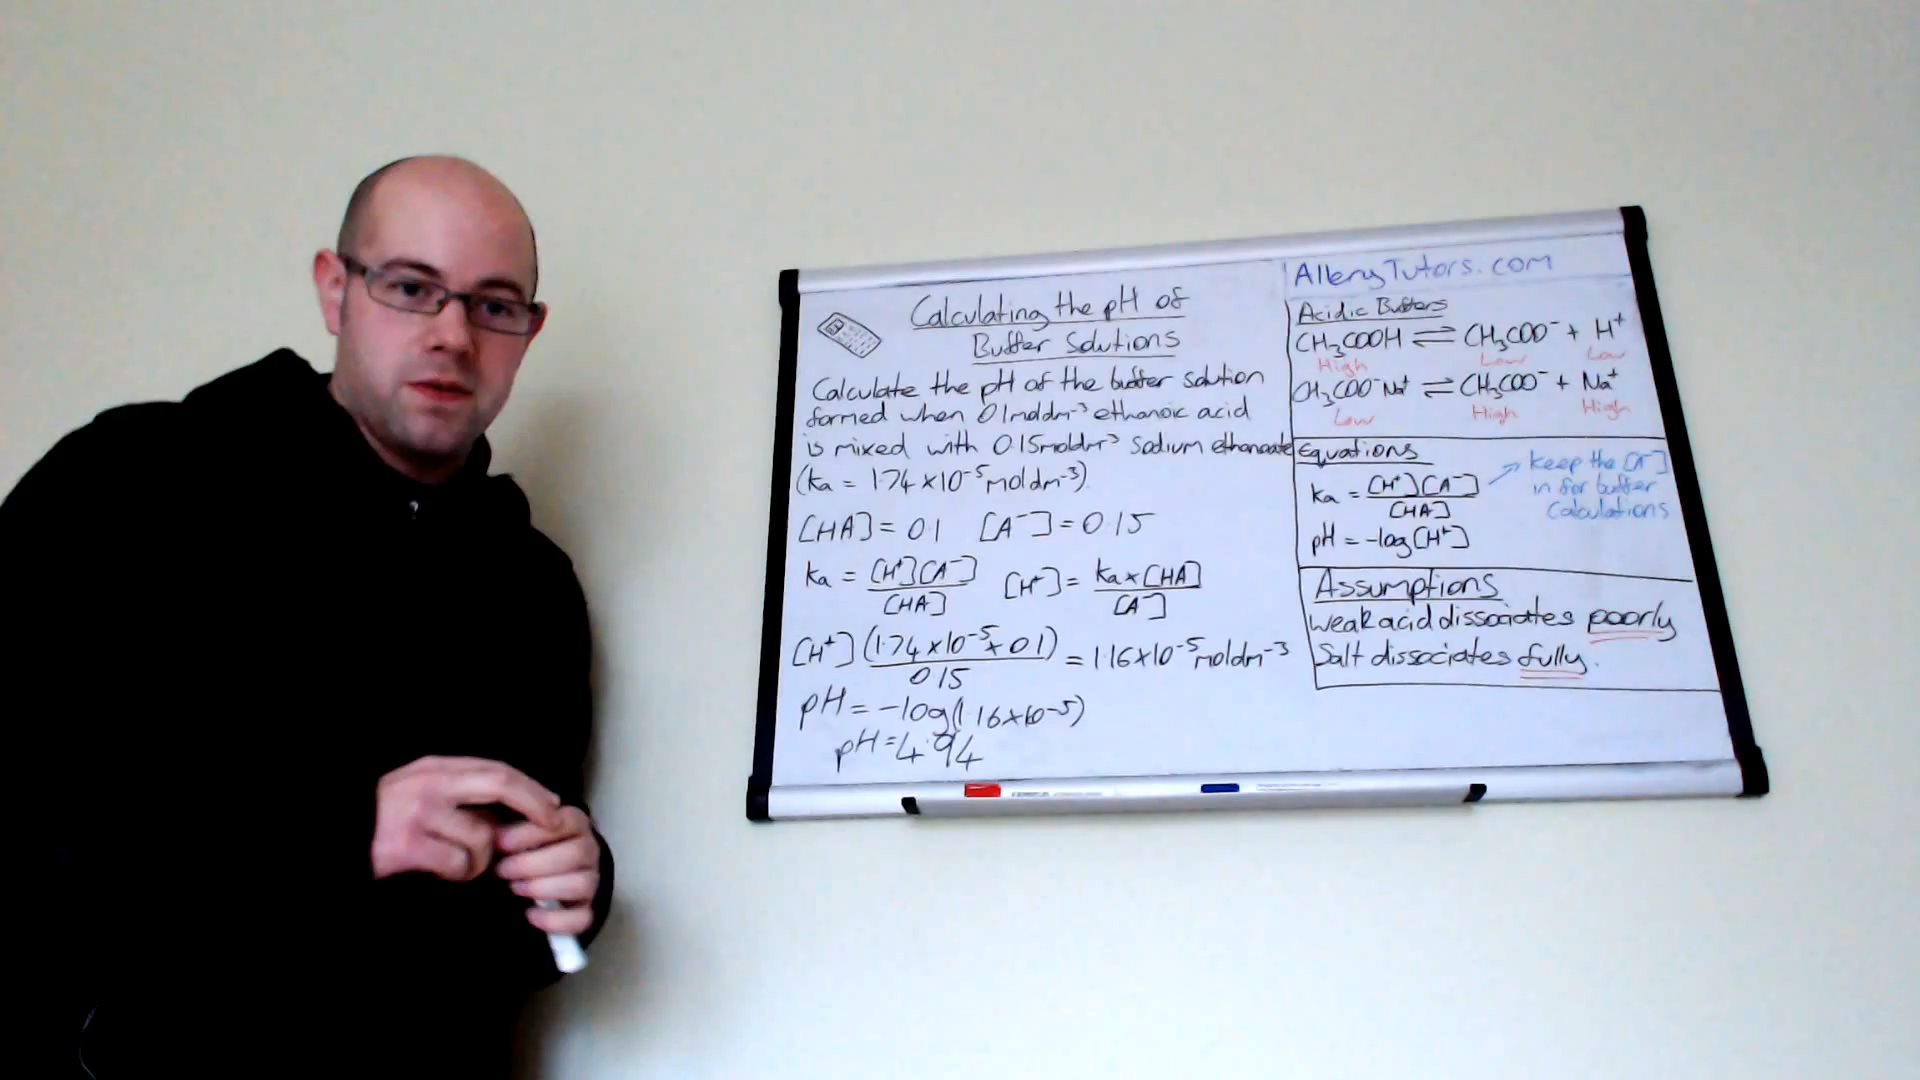 Calculating the pH of
Buffer Solutions
Calculate the pH of the buffer solution
formed when 0.1moldm⁻³ ethanoic acid
is mixed with 0.15moldm⁻³ sodium ethanoate
(Ka = 1.74×10⁻⁵moldm⁻³)
[HA] = 0.1 [A⁻] = 0.15
Ka = [H⁺][A⁻] / [HA] [H⁺] = Ka×[HA] / [A⁻]
[H⁺] (1.74×10⁻⁵×0.1) / 0.15 = 1.16×10⁻⁵moldm⁻³
pH = -log(1.16×10⁻⁵)
pH = 4.94
AlleryTutors.com
Acidic Buffers
CH₃COOH ⇌ CH₃COO⁻ + H⁺
High Low Low
CH₃COO⁻Na⁺ ⇌ CH₃COO⁻ + Na⁺
Low High High
Equations
Ka = [H⁺][A⁻] / [HA]
pH = -log[H⁺]
Keep the [A⁻]
in for buffer
Calculations
Assumptions
Weak acid dissociates poorly
Salt dissociates fully.